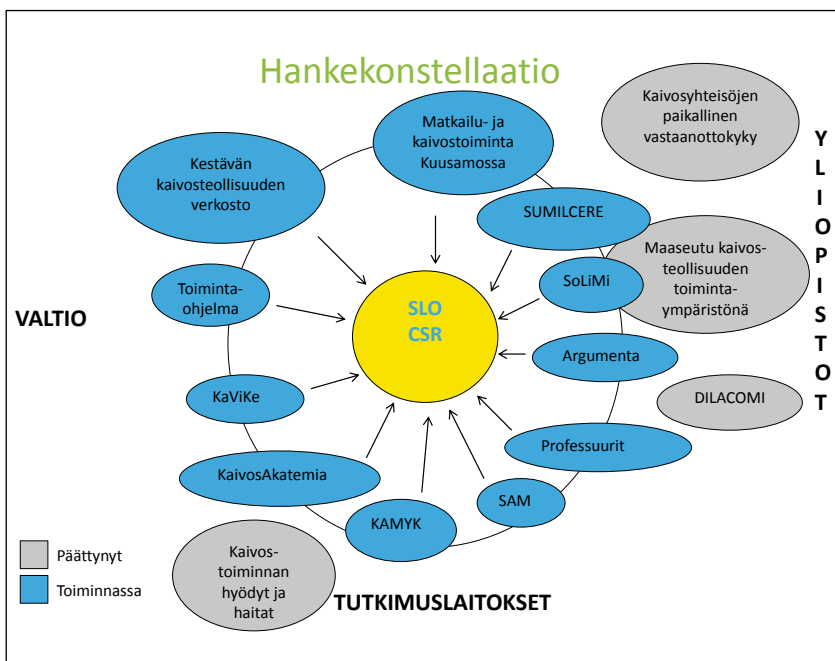 Hankekonstellaatio
Kaivosyhteisöjen
paikallinen
vastaanottokyky
Matkailu- ja
kaivostoiminta
Kuusamossa
Kestävän
kaivosteollisuuden
verkosto
SUMILCERE
Maaseutu kaivos-
teollisuuden
toiminta-
ympäristönä
SoLiMi
Toiminta-
ohjelma
VALTIO
SLO
CSR
YLIOPISTOT
Argumenta
KaViKe
DILACOMI
Professuurit
KaivosAkatemia
SAM
KAMYK
Päättynyt
Toiminnassa
Kaivos-
toiminnan
hyödyt ja
haitat
TUTKIMUSLAITOKSET